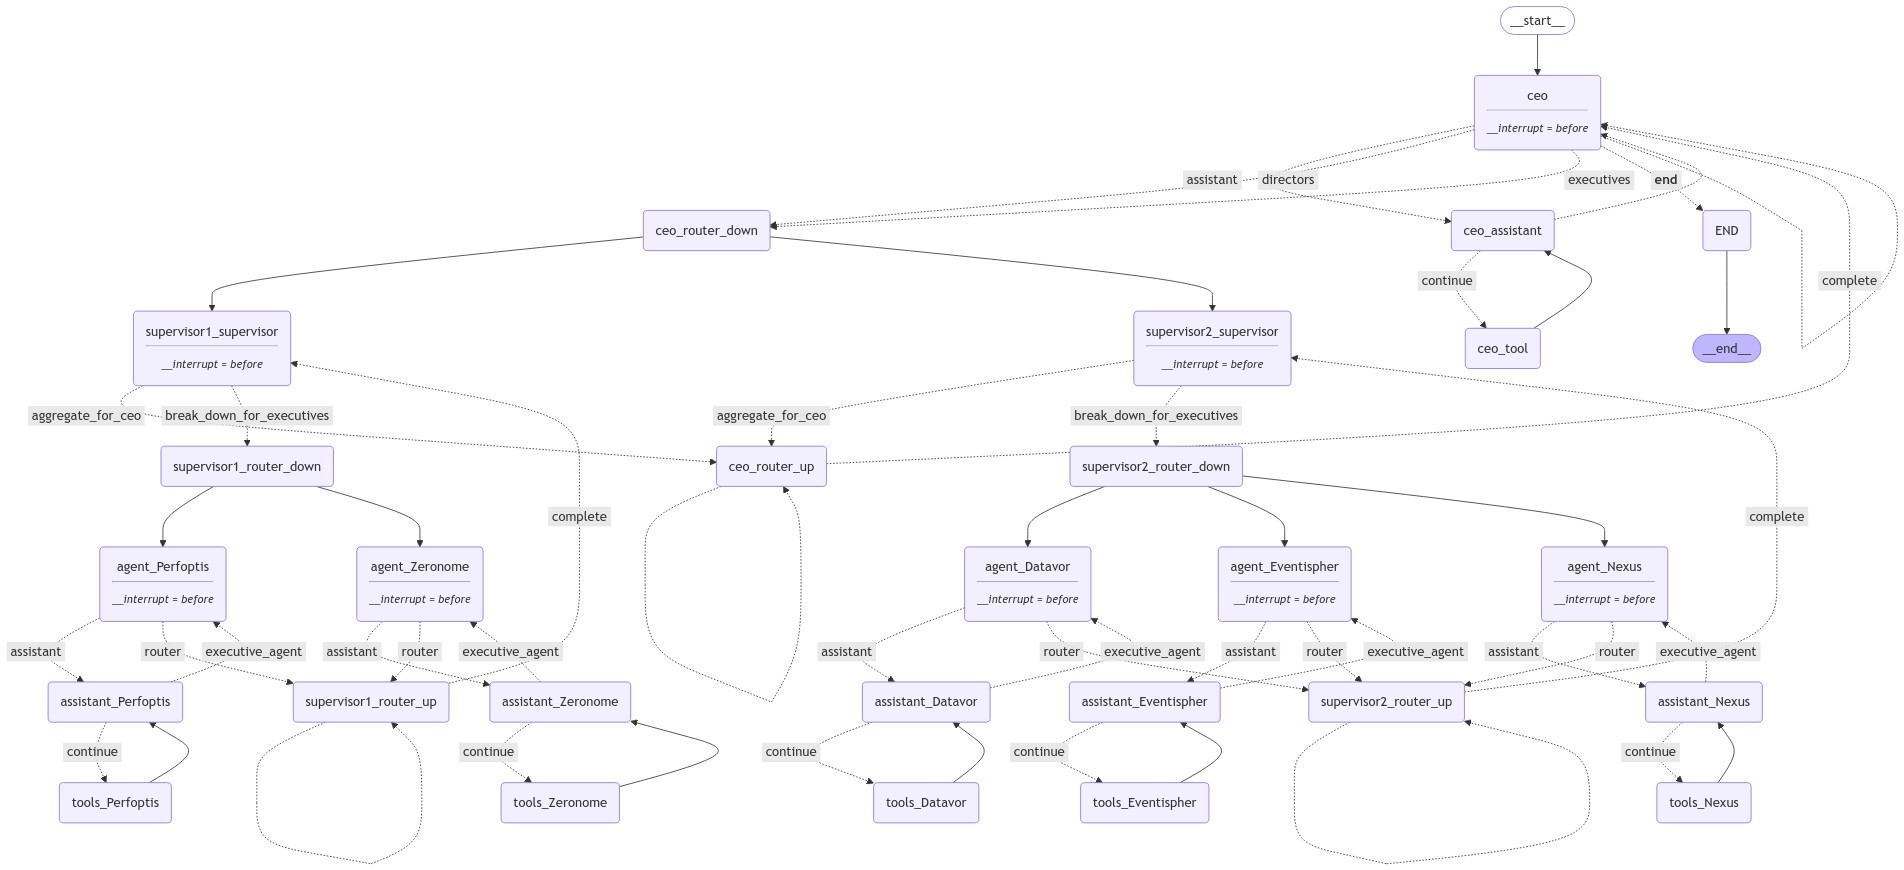 __start__
ceo
__interrupt = before
assistant
directors
executives
end
ceo_router_down
ceo_assistant
END
continue
complete
supervisor1_supervisor
__interrupt = before
supervisor2_supervisor
__interrupt = before
ceo_tool
__end__
aggregate_for_ceo
break_down_for_executives
aggregate_for_ceo
break_down_for_executives
supervisor1_router_down
ceo_router_up
supervisor2_router_down
complete
complete
agent_Perfoptis
__interrupt = before
agent_Zeronome
__interrupt = before
agent_Datavor
__interrupt = before
agent_Eventispher
__interrupt = before
agent_Nexus
__interrupt = before
assistant
router
executive_agent
assistant
router
executive_agent
assistant
router
executive_agent
assistant
router
executive_agent
assistant
router
executive_agent
assistant_Perfoptis
supervisor1_router_up
assistant_Zeronome
assistant_Datavor
assistant_Eventispher
supervisor2_router_up
assistant_Nexus
continue
continue
continue
continue
continue
tools_Perfoptis
tools_Zeronome
tools_Datavor
tools_Eventispher
tools_Nexus